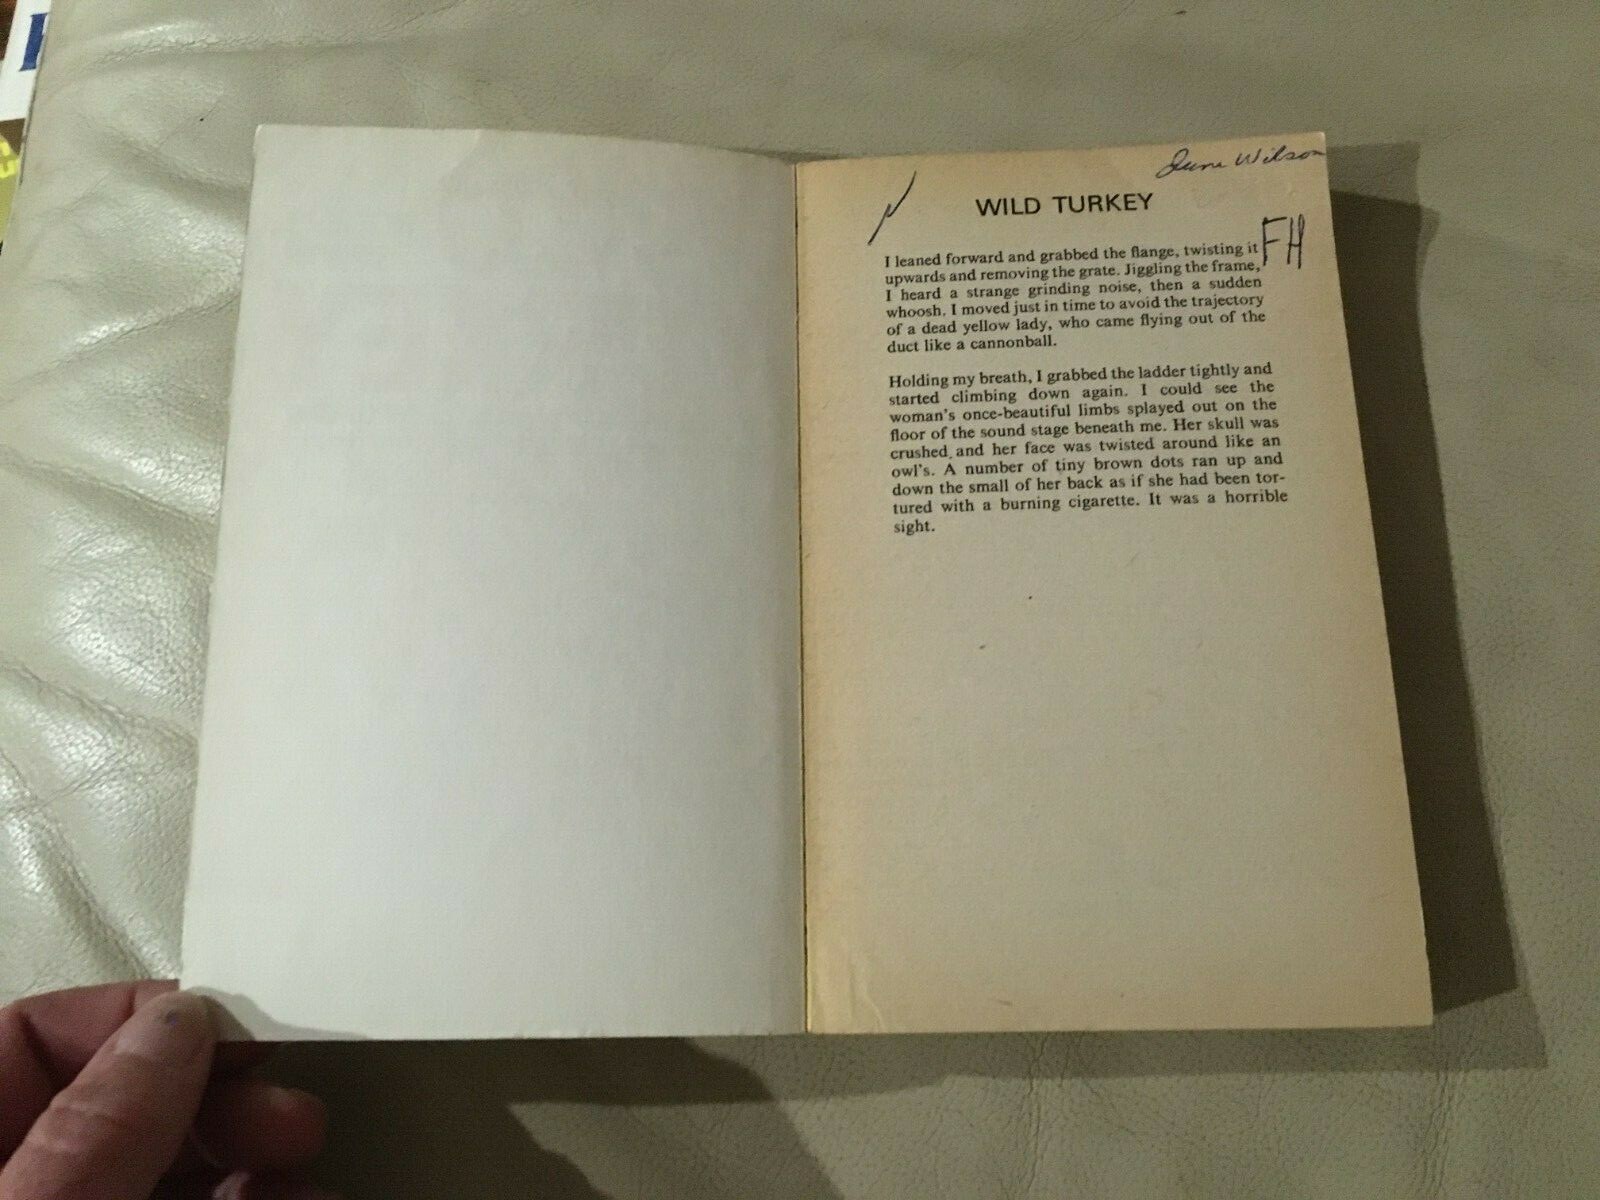 June Wilson
WILD TURKEY
FH
I leaned forward and grabbed the flange, twisting it
upwards and removing the grate. Jiggling the frame,
I heard a strange grinding noise, then a sudden
whoosh. I moved just in time to avoid the trajectory
of a dead yellow lady, who came flying out of the
duct like a cannonball.
Holding my breath, I grabbed the ladder tightly and
started climbing down again. I could see the
woman's once-beautiful limbs splayed out on the
floor of the sound stage beneath me. Her skull was
crushed and her face was twisted around like an
owl's. A number of tiny brown dots ran up and
down the small of her back as if she had been tor-
tured with a burning cigarette. It was a horrible
sight.